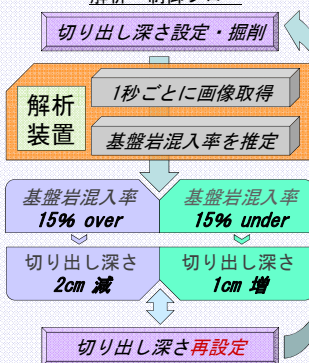 切り出し深さ設定・掘削
解析
装置
1秒ごとに画像取得
基盤岩混入率を推定
基盤岩混入率
15% over
基盤岩混入率
15% under
切り出し深さ
2cm 減
切り出し深さ
1cm 増
切り出し深さ再設定